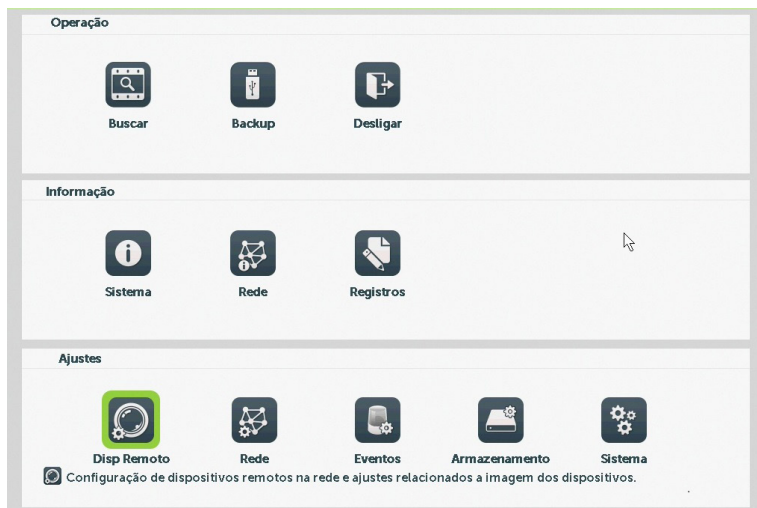 Operação
Buscar Backup Desligar
Informação
Sistema Rede Registros
Ajustes
Disp Remoto Rede Eventos Armazenamento Sistema
Configuração de dispositivos remotos na rede e ajustes relacionados a imagem dos dispositivos.